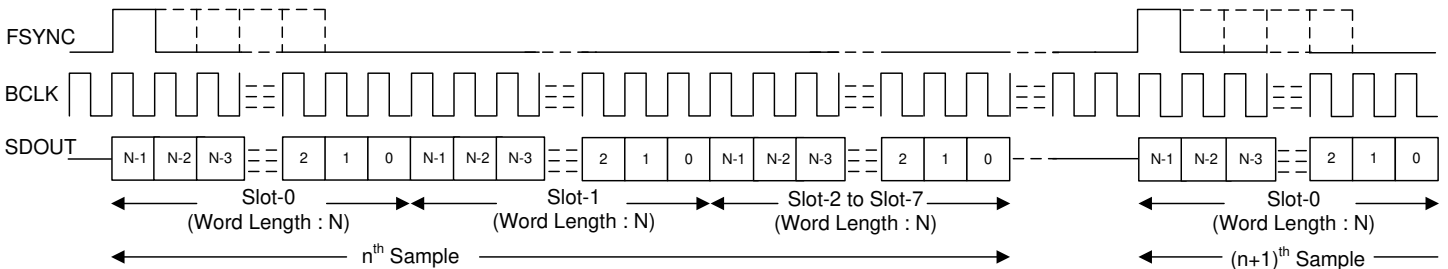 FSYNC
BCLK
SDOUT
N-1 N-2 N-3 2 1 0 N-1 N-2 N-3 2 1 0 N-1 N-2 N-3 2 1 0 N-1 N-2 N-3 2 1 0
Slot-0 Slot-1 Slot-2 to Slot-7 Slot-0
(Word Length : N) (Word Length : N) (Word Length : N) (Word Length : N)
nth Sample (n+1)th Sample